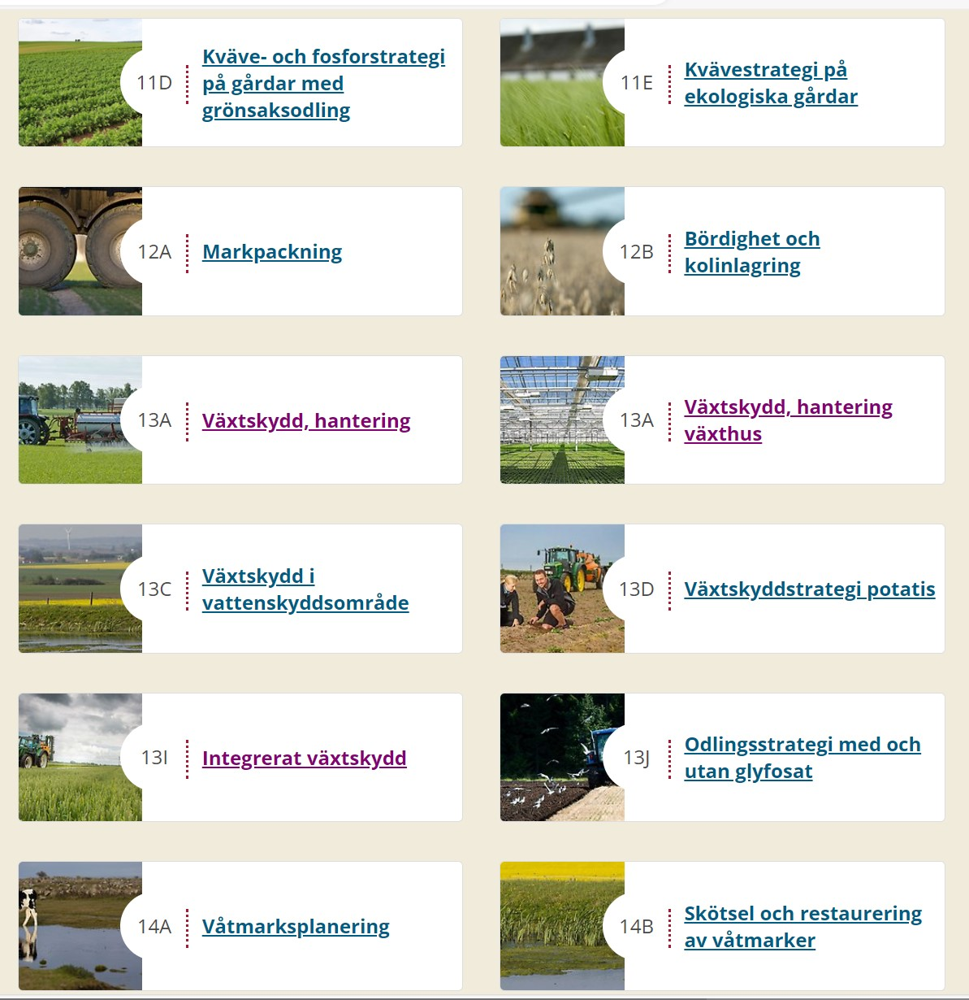 11D
Kväve- och fosforstrategi
på gårdar med
grönsaksodling
11E
Kvävestrategi på
ekologiska gårdar
12A
Markpackning
12B
Bördighet och
kolinlagring
13A
Växtskydd, hantering
13A
Växtskydd, hantering
växthus
13C
Växtskydd i
vattenskyddsområde
13D
Växtskyddstrategi potatis
13I
Integrerat växtskydd
13J
Odlingsstrategi med och
utan glyfosat
14A
Våtmarksplanering
14B
Skötsel och restaurering
av våtmarker